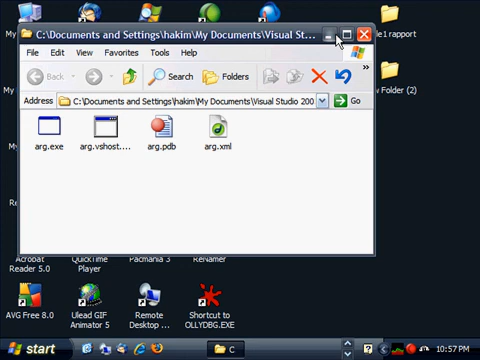 C:\Documents and Settings\hakim\My Documents\Visual St...
File Edit View Favorites Tools Help
Back Search Folders
Address C:\Documents and Settings\hakim\My Documents\Visual Studio 200 Go
arg.exe arg.vshost.... arg.pdb arg.xml
rapport
Folder (2)
Acrobat Reader 5.0
QuickTime Player
Pacmania 3
Renamer
AVG Free 8.0
Ulead GIF Animator 5
Remote Desktop ...
Shortcut to OLLYDBG.EXE
start
C
10:57 PM